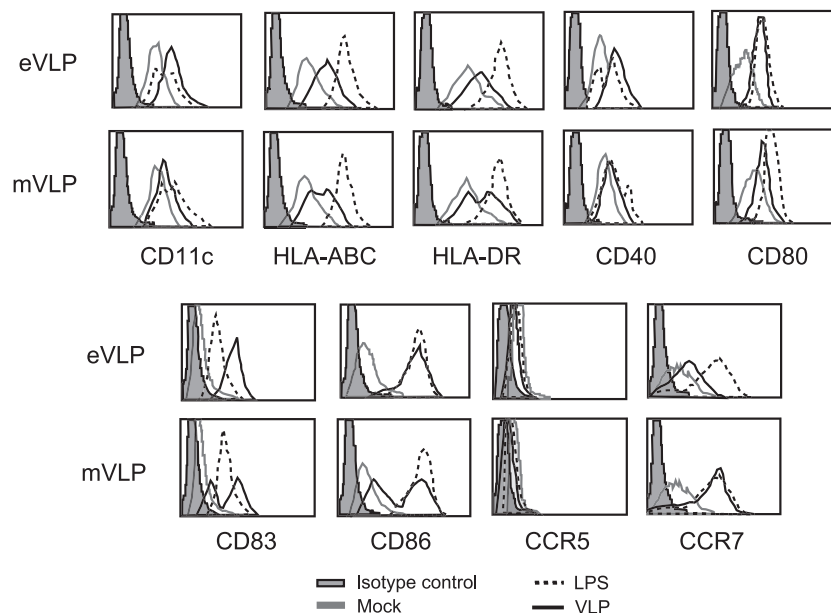 eVLP
mVLP
CD11c HLA-ABC HLA-DR CD40 CD80
eVLP
mVLP
CD83 CD86 CCR5 CCR7
Isotype control LPS
Mock VLP